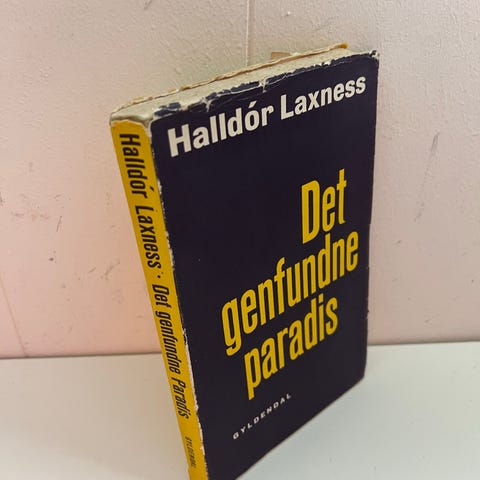 Halldór Laxness
Det
genfundne
paradis
GYLDENDAL
Halldór Laxness · Det genfundne Paradis
GYLDENDAL